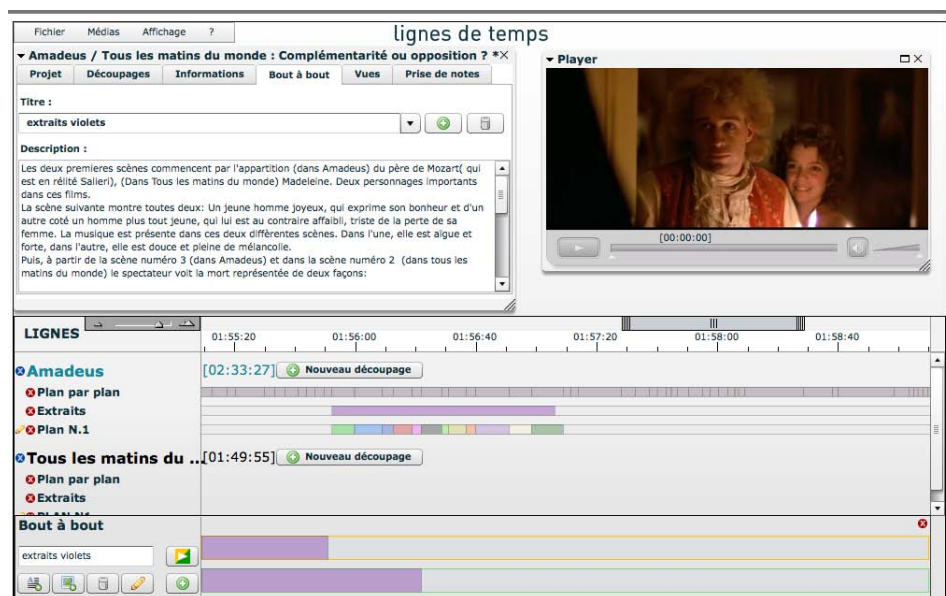 Fichier Médias Affichage ?
lignes de temps
Amadeus / Tous les matins du monde : Complémentarité ou opposition ? *
Projet Découpages Informations Bout à bout Vues Prise de notes
Titre :
extraits violets
Description :
Les deux premieres scènes commencent par l'appartition (dans Amadeus) du père de Mozart( qui
est en rélité Salieri), (Dans Tous les matins du monde) Madeleine. Deux personnages importants
dans ces films.
La scène suivante montre toutes deux: Un jeune homme joyeux, qui exprime son bonheur et d'un
autre coté un homme plus tout jeune, qui lui est au contraire affaibli, triste de la perte de sa
femme. La musique est présente dans ces deux diffèrentes scènes. Dans l'une, elle est aigue et
forte, dans l'autre, elle est douce et pleine de mélancolie.
Puis, à partir de la scène numéro 3 (dans Amadeus) et dans la scène numéro 2 (dans tous les
matins du monde) le spectateur voit la mort représentée de deux façons:
Player
[00:00:00]
LIGNES
01:55:20 01:56:00 01:56:40 01:57:20 01:58:00 01:58:40
Amadeus [02:33:27] Nouveau découpage
Plan par plan
Extraits
Plan N.1
Tous les matins du ... [01:49:55] Nouveau découpage
Plan par plan
Extraits
Bout à bout
extraits violets